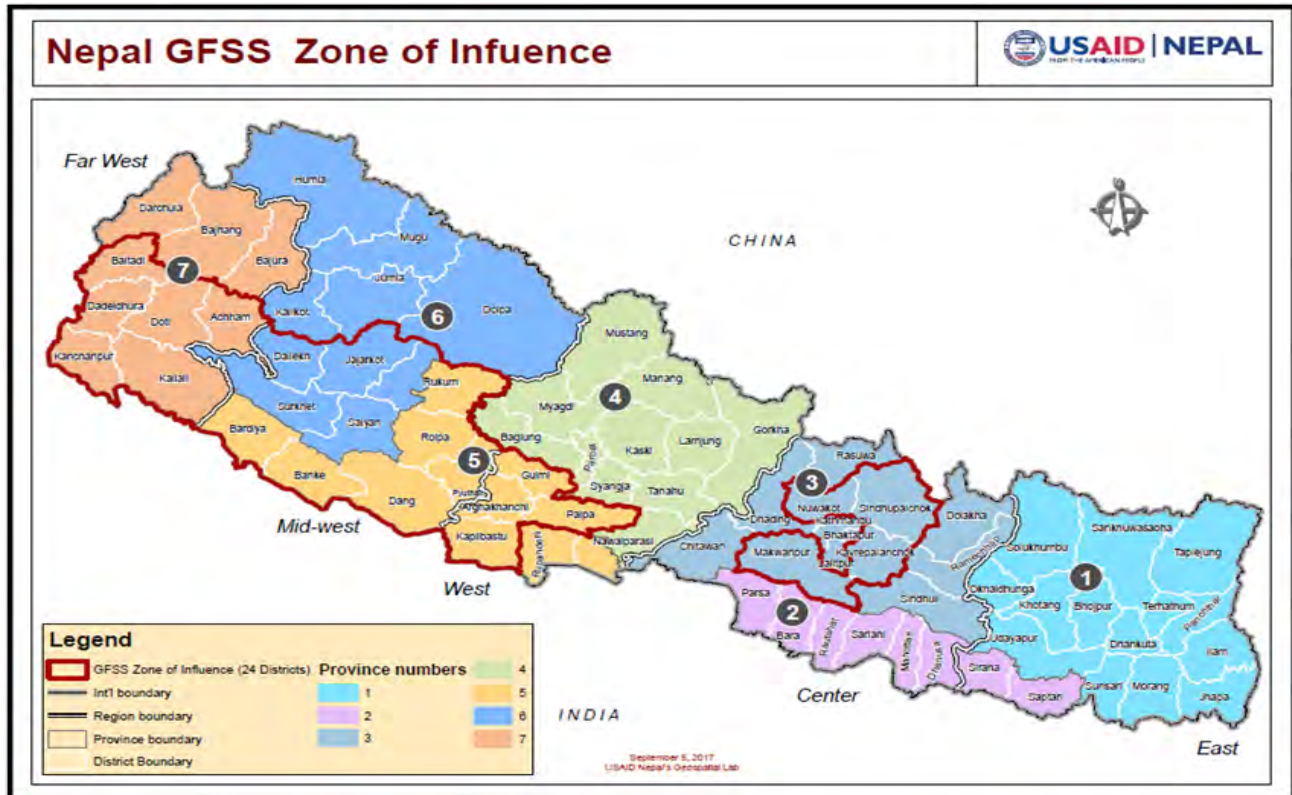 Nepal GFSS Zone of Infuence
USAID | NEPAL
FROM THE AMERICAN PEOPLE
Far West
Humla
Darchula
Bajhang
Mugu
CHINA
Baitadi
7
Bajura
Jumla
Dadeldhura
Doti
Achham
Kalikot
6
Dolpa
Mustang
Kanchanpur
Kailali
Dailekh
Jajarkot
Rukum
Manang
4
Myagdi
Surkhet
Salyan
Gorkha
Bardiya
Rolpa
Baglung
Kaski
Lamjung
Parbat
Rasuwa
Banke
5
Gulmi
Syangja
Tanahu
3
Nuwakot
Sindhupalchok
Dang
Pyuthan
Arghakhanchi
Palpa
Dhading
Kathmandu
Dolakha
Sankhuwasabha
Mid-west
Kapilbastu
Rupandehi
Nawalparasi
Chitawan
Makwanpur
Bhaktapur
Kavrepalanchok
Lalitpur
Ramechhap
Solukhumbu
Taplejung
1
West
Sindhuli
Okhaldhunga
Khotang
Bhojpur
Terhathum
Panchthar
Parsa
2
Bara
Rautahat
Sarlahi
Mahottari
Dhanusa
Udayapur
Dhankuta
Ilam
Siraha
Saptari
Sunsari
Morang
Jhapa
Center
INDIA
East
Legend
GFSS Zone of Influence (24 Districts)
Int'l boundary
Region boundary
Province boundary
District Boundary
Province numbers
1
2
3
4
5
6
7
September 5, 2017
USAID Nepal's Geospatial Lab